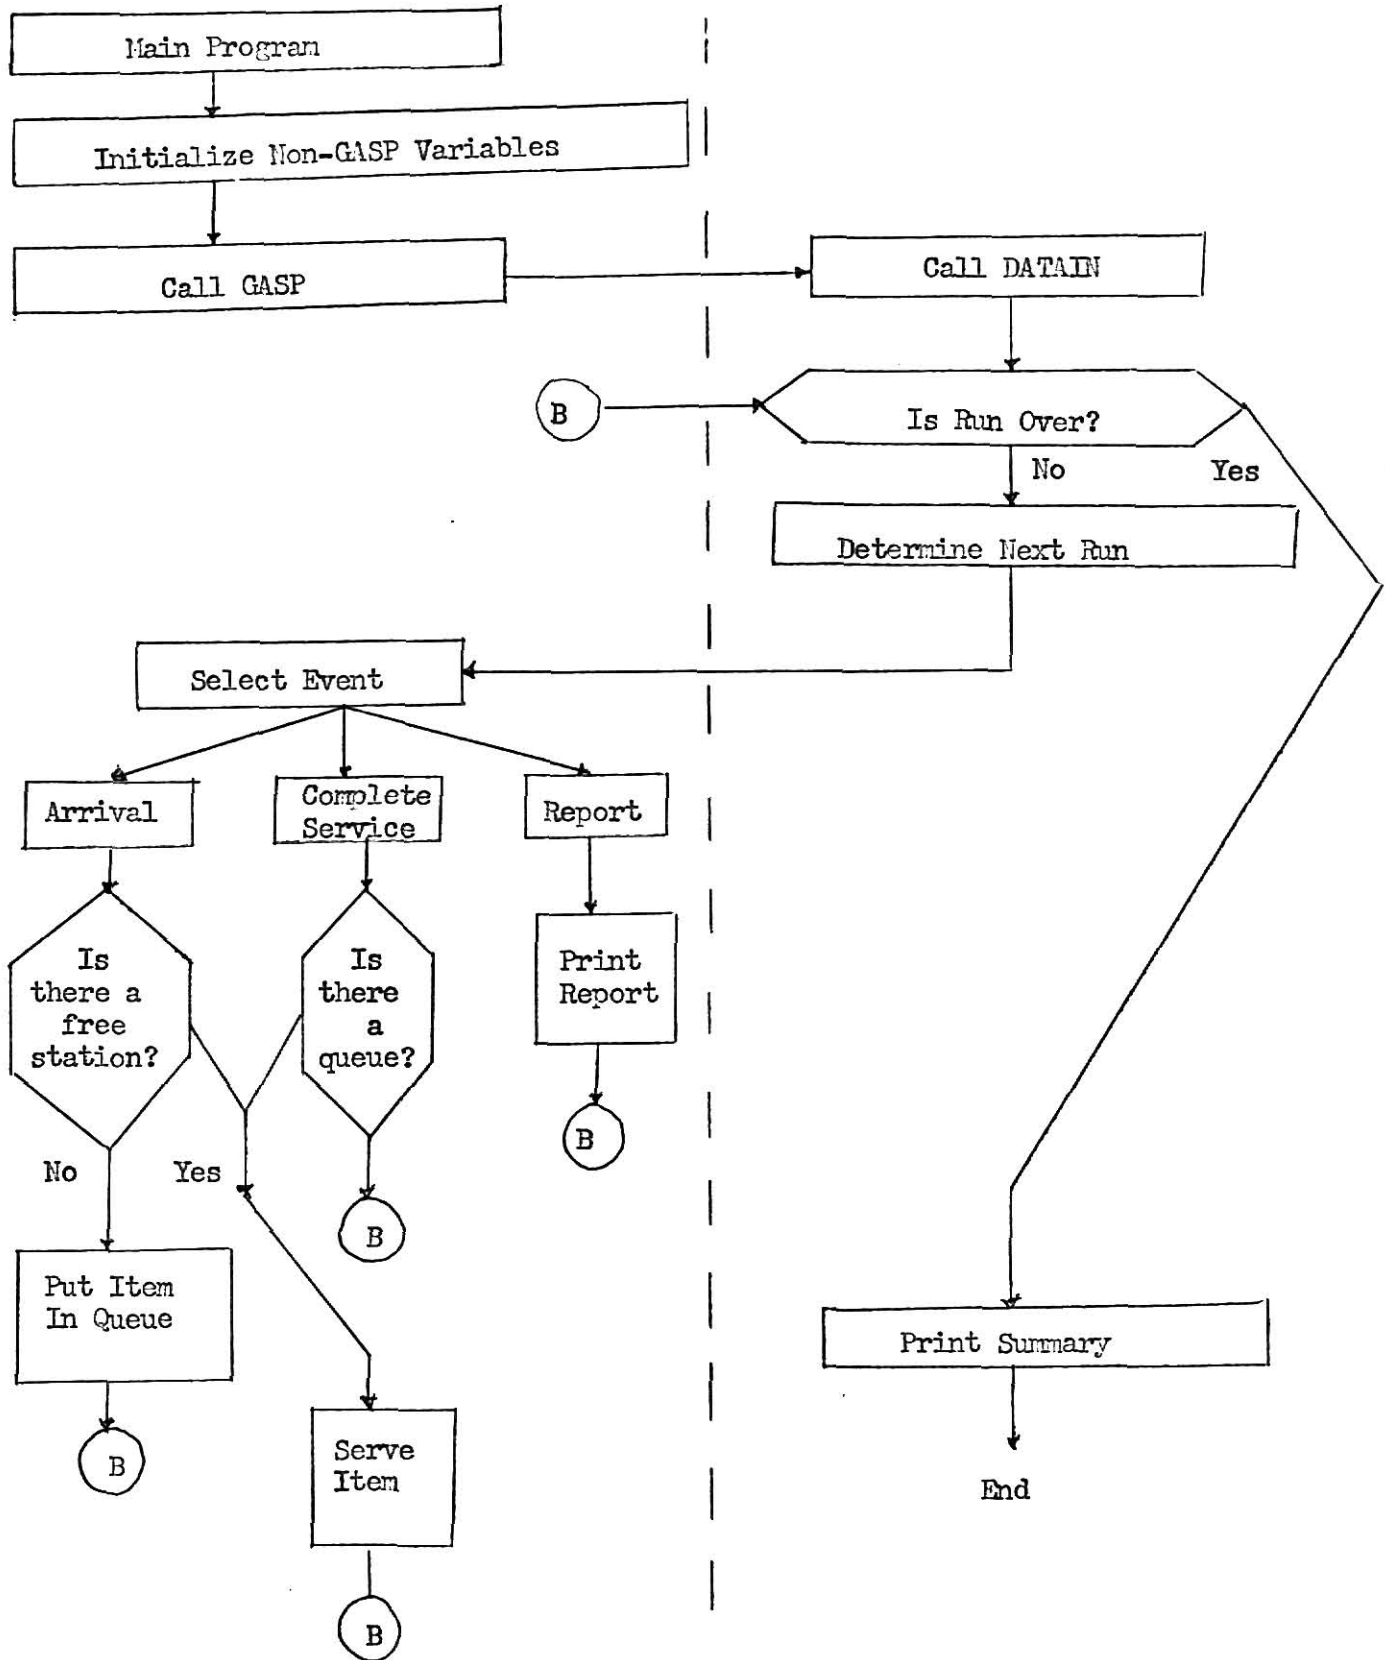 Main Program
Initialize Non-GASP Variables
Call GASP
Call DATAIN
B
Is Run Over?
No
Yes
Determine Next Run
Select Event
Arrival
Complete
Service
Report
Is
there a
free
station?
Is
there
a
queue?
Print
Report
B
No
Yes
B
Put Item
In Queue
B
Serve
Item
B
Print Summary
End